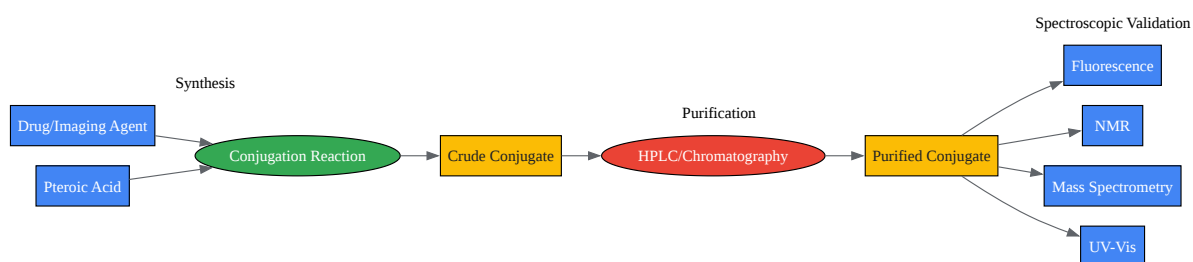 Spectroscopic Validation
Fluorescence
Synthesis
Purification
Drug/Imaging Agent
NMR
Conjugation Reaction
Crude Conjugate
HPLC/Chromatography
Purified Conjugate
Pteroic Acid
Mass Spectrometry
UV-Vis